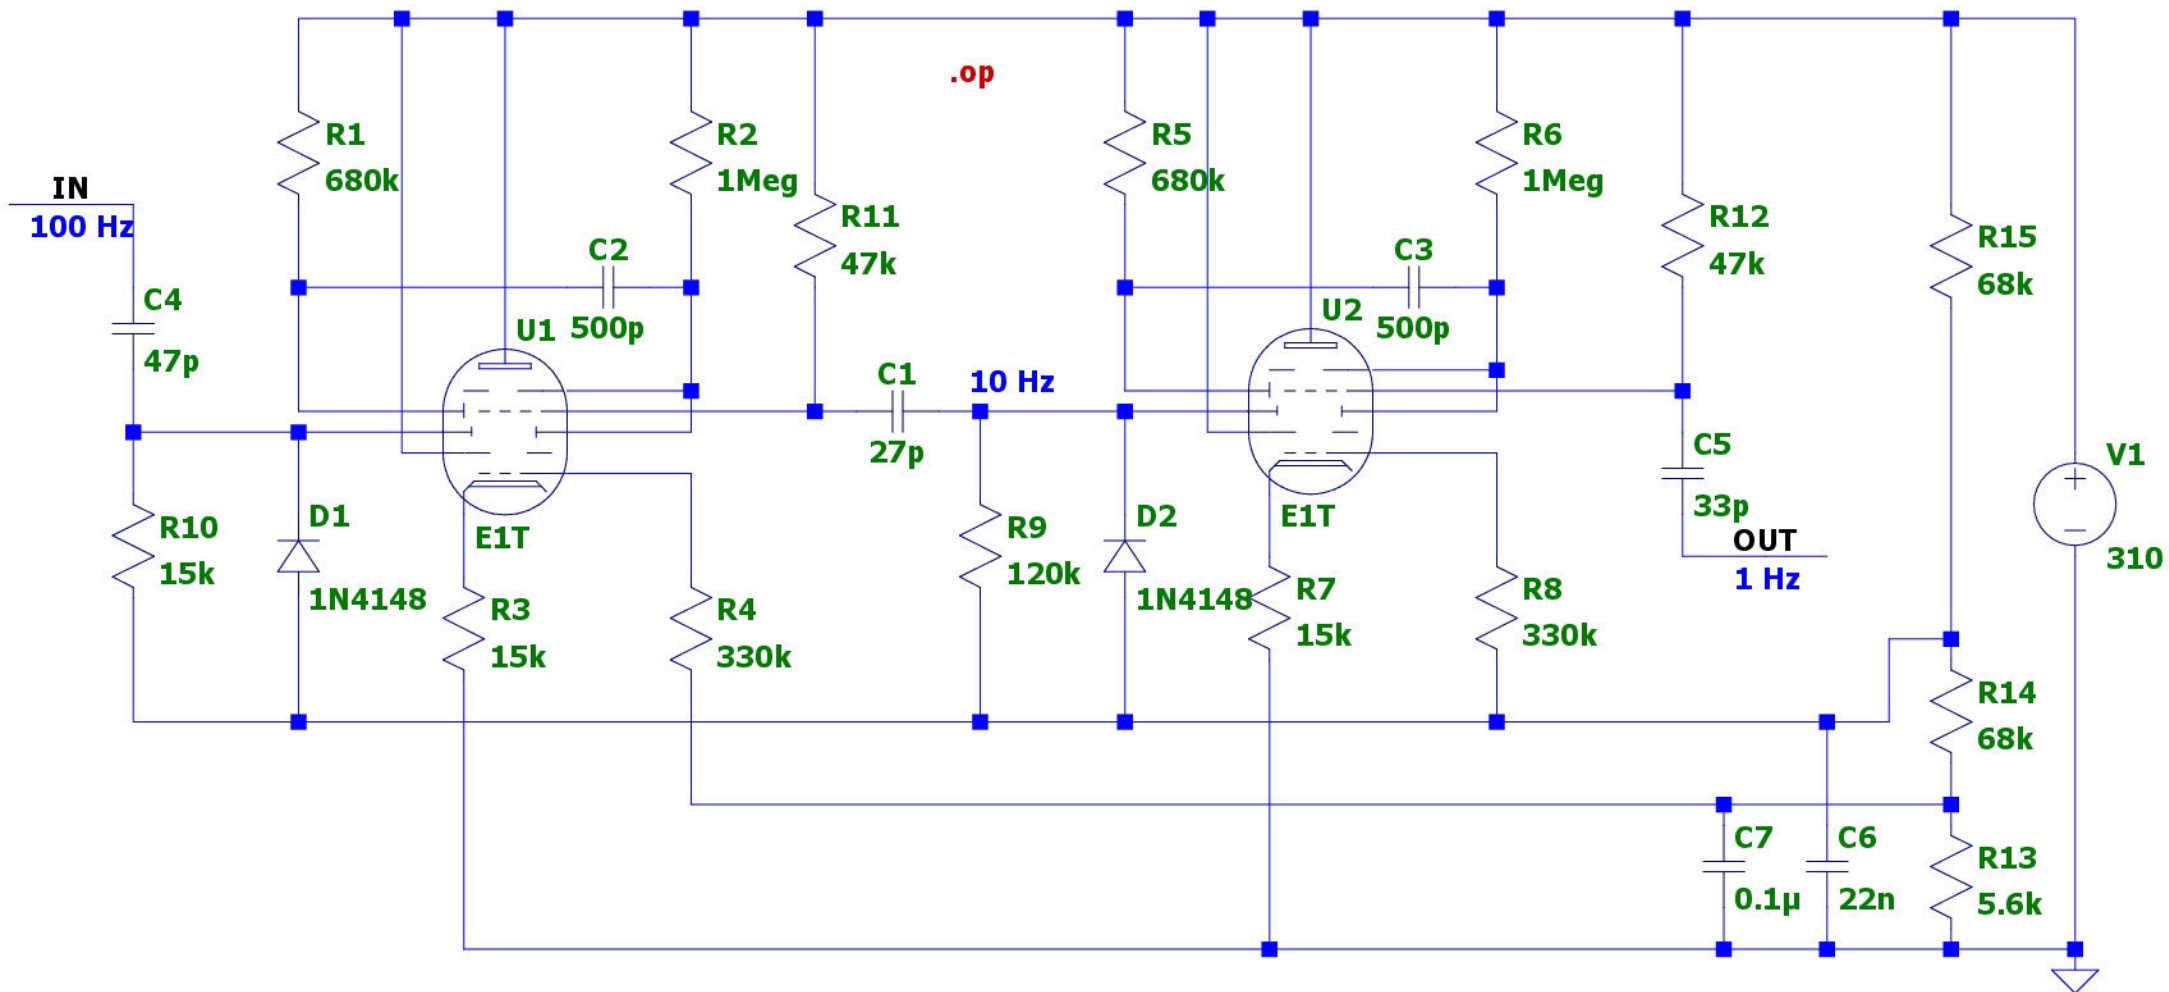 .op
R1
680k
R2
1Meg
R5
680k
R6
1Meg
IN
100 Hz
R11
47k
R12
47k
R15
68k
C2
500p
C3
500p
C4
47p
U1
U2
C1
27p
10 Hz
C5
33p
OUT
1 Hz
V1
310
R10
15k
D1
1N4148
E1T
R9
120k
D2
1N4148
E1T
R3
15k
R4
330k
R7
15k
R8
330k
R14
68k
C7
0.1µ
C6
22n
R13
5.6k